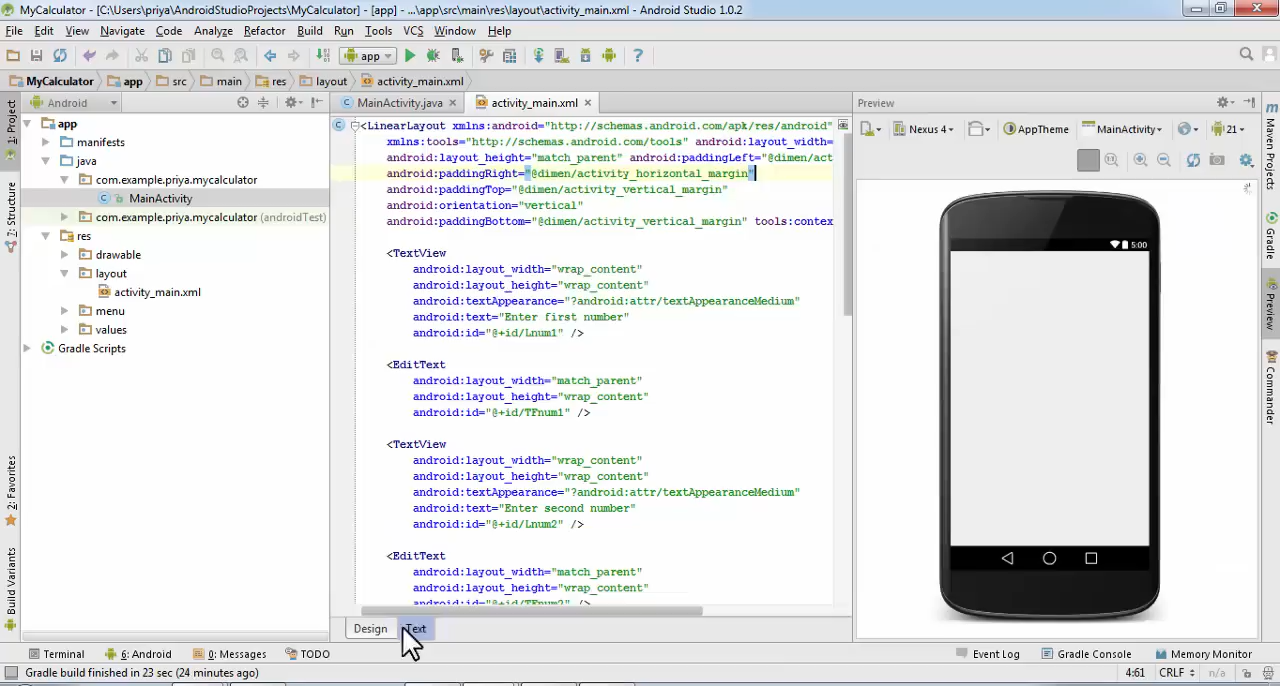 MyCalculator - [C:\Users\priya\AndroidStudioProjects\MyCalculator] - [app] - ...\app\src\main\res\layout\activity_main.xml - Android Studio 1.0.2
File Edit View Navigate Code Analyze Refactor Build Run Tools VCS Window Help
app
MyCalculator app src main res layout activity_main.xml
Android MainActivity.java activity_main.xml Preview
Nexus 4 AppTheme MainActivity 21
1: Project
7: Structure
2: Favorites
Build Variants
app
manifests
java
com.example.priya.mycalculator
MainActivity
com.example.priya.mycalculator (androidTest)
res
drawable
layout
activity_main.xml
menu
values
Gradle Scripts
<LinearLayout xmlns:android="http://schemas.android.com/apk/res/android"
xmlns:tools="http://schemas.android.com/tools" android:layout_width=
android:layout_height="match_parent" android:paddingLeft="@dimen/act
android:paddingRight="@dimen/activity_horizontal_margin"
android:paddingTop="@dimen/activity_vertical_margin"
android:orientation="vertical"
android:paddingBottom="@dimen/activity_vertical_margin" tools:contex
<TextView
android:layout_width="wrap_content"
android:layout_height="wrap_content"
android:textAppearance="?android:attr/textAppearanceMedium"
android:text="Enter first number"
android:id="@+id/Lnum1" />
<EditText
android:layout_width="match_parent"
android:layout_height="wrap_content"
android:id="@+id/TFnum1" />
<TextView
android:layout_width="wrap_content"
android:layout_height="wrap_content"
android:textAppearance="?android:attr/textAppearanceMedium"
android:text="Enter second number"
android:id="@+id/Lnum2" />
<EditText
android:layout_width="match_parent"
android:layout_height="wrap_content"
android:id="@+id/TFnum2" />
Design Text
5:00
Maven Projects
Gradle
Preview
Commander
Terminal 6: Android 0: Messages TODO Event Log Gradle Console Memory Monitor
Gradle build finished in 23 sec (24 minutes ago) 4:61 CRLF n/a